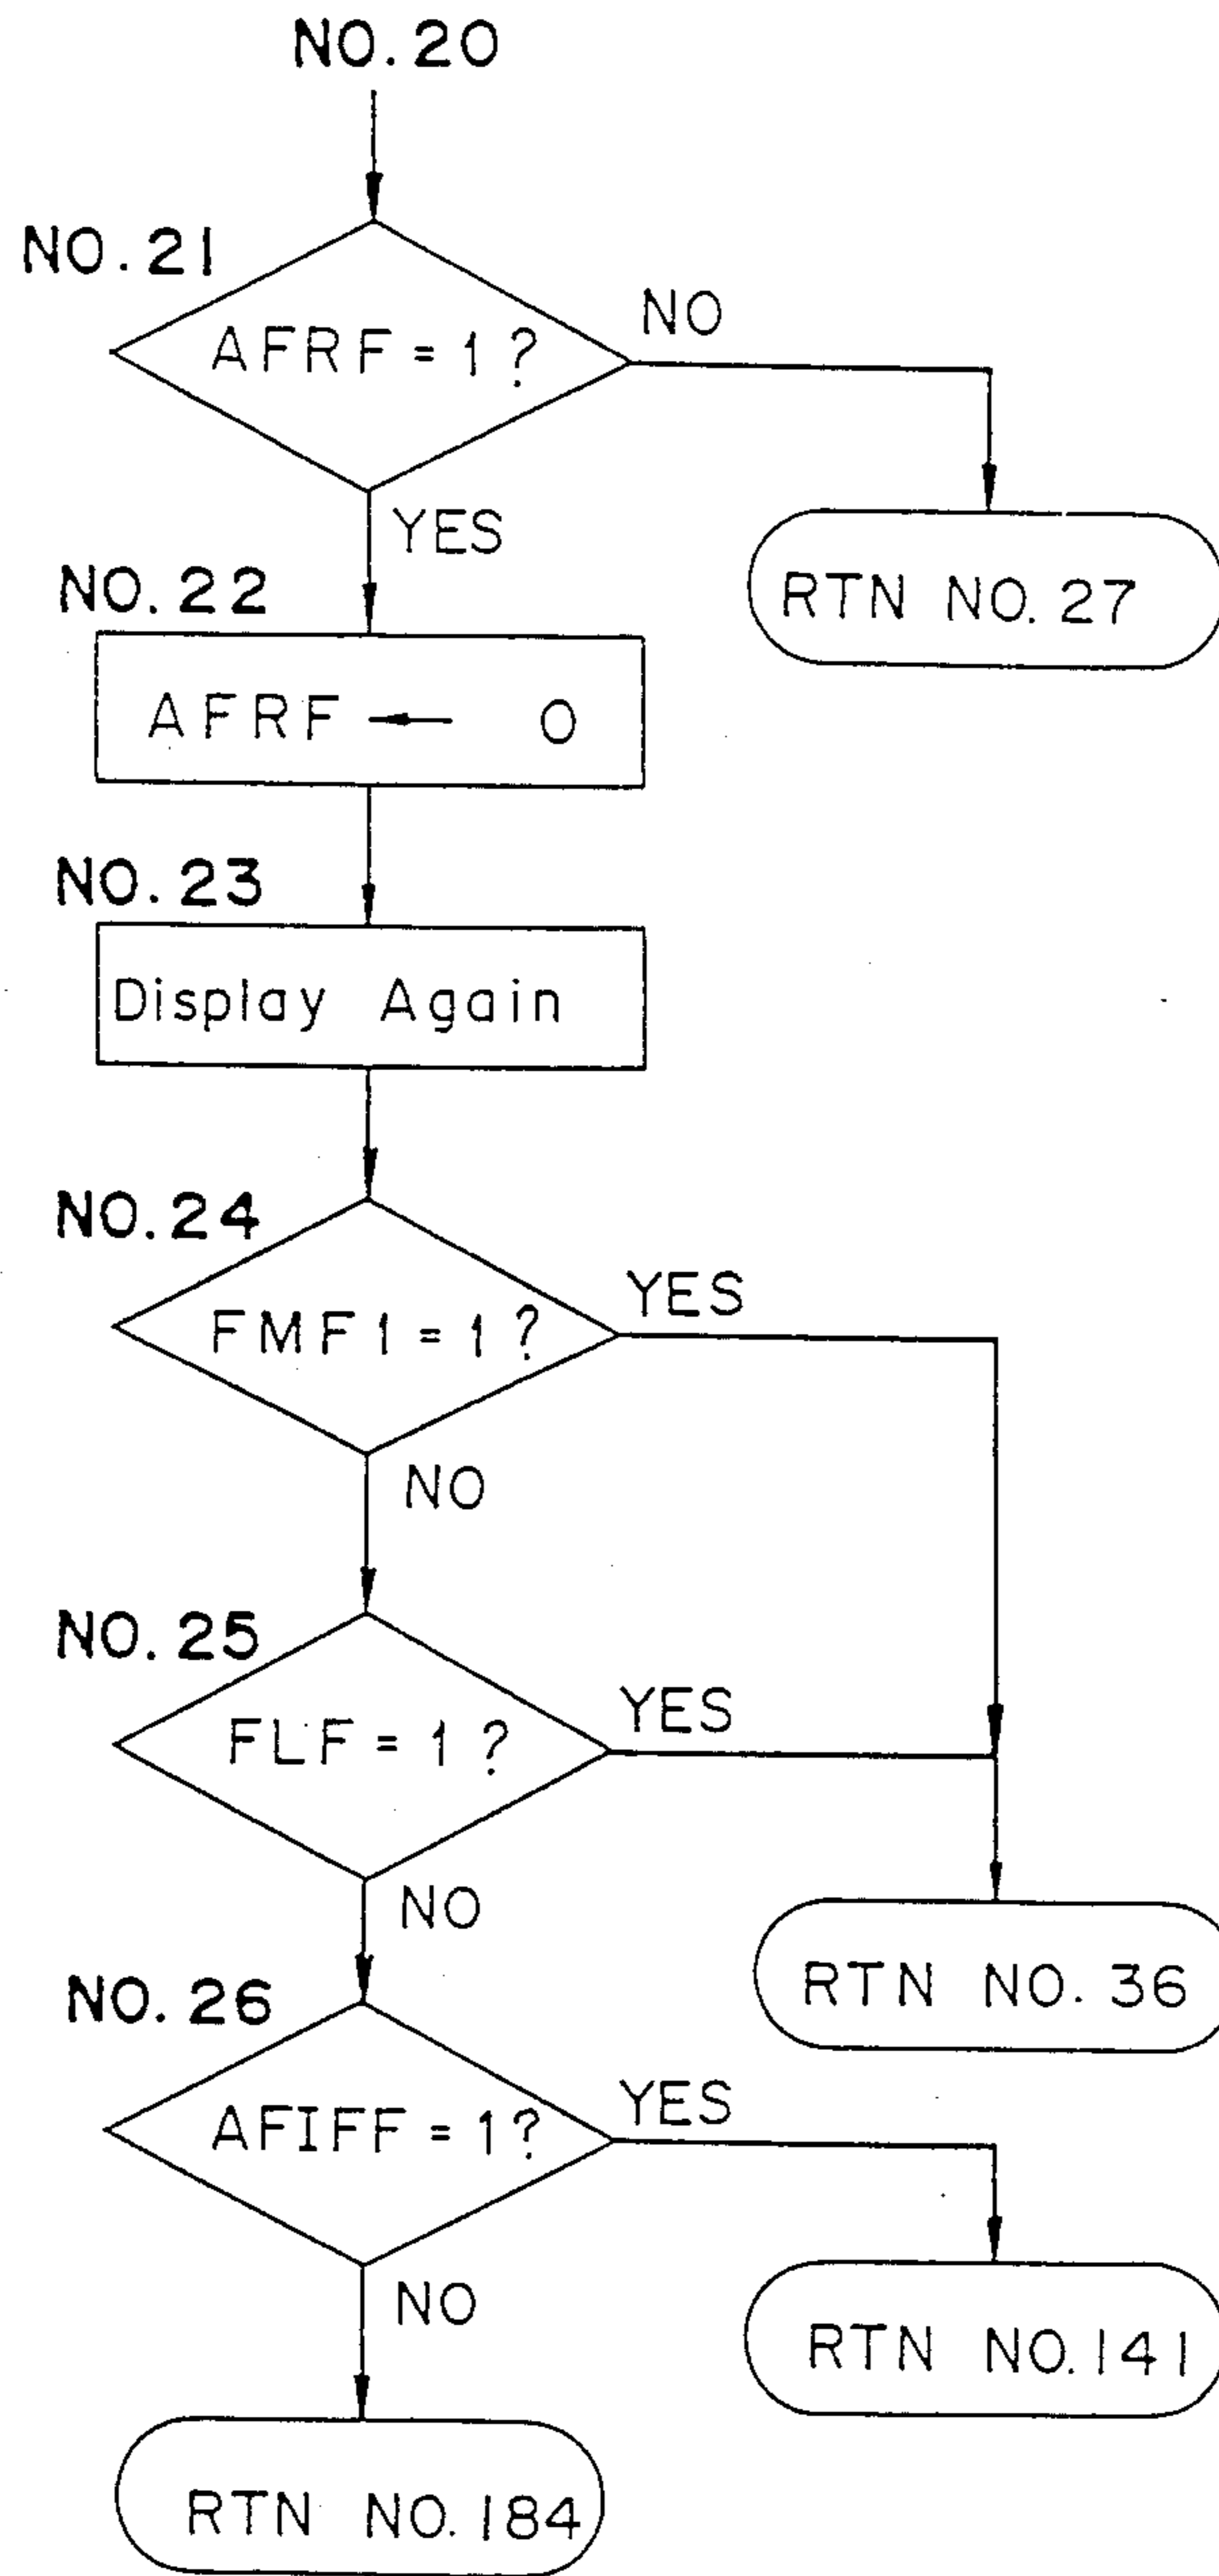 NO.20
NO.21
AFRF = 1 ?
NO
YES
RTN NO.27
NO.22
AFRF ← 0
NO.23
Display Again
NO.24
FMF1 = 1 ?
YES
NO
NO.25
FLF = 1 ?
YES
NO
RTN NO.36
NO.26
AFIFF = 1?
YES
NO
RTN NO.141
RTN NO.184